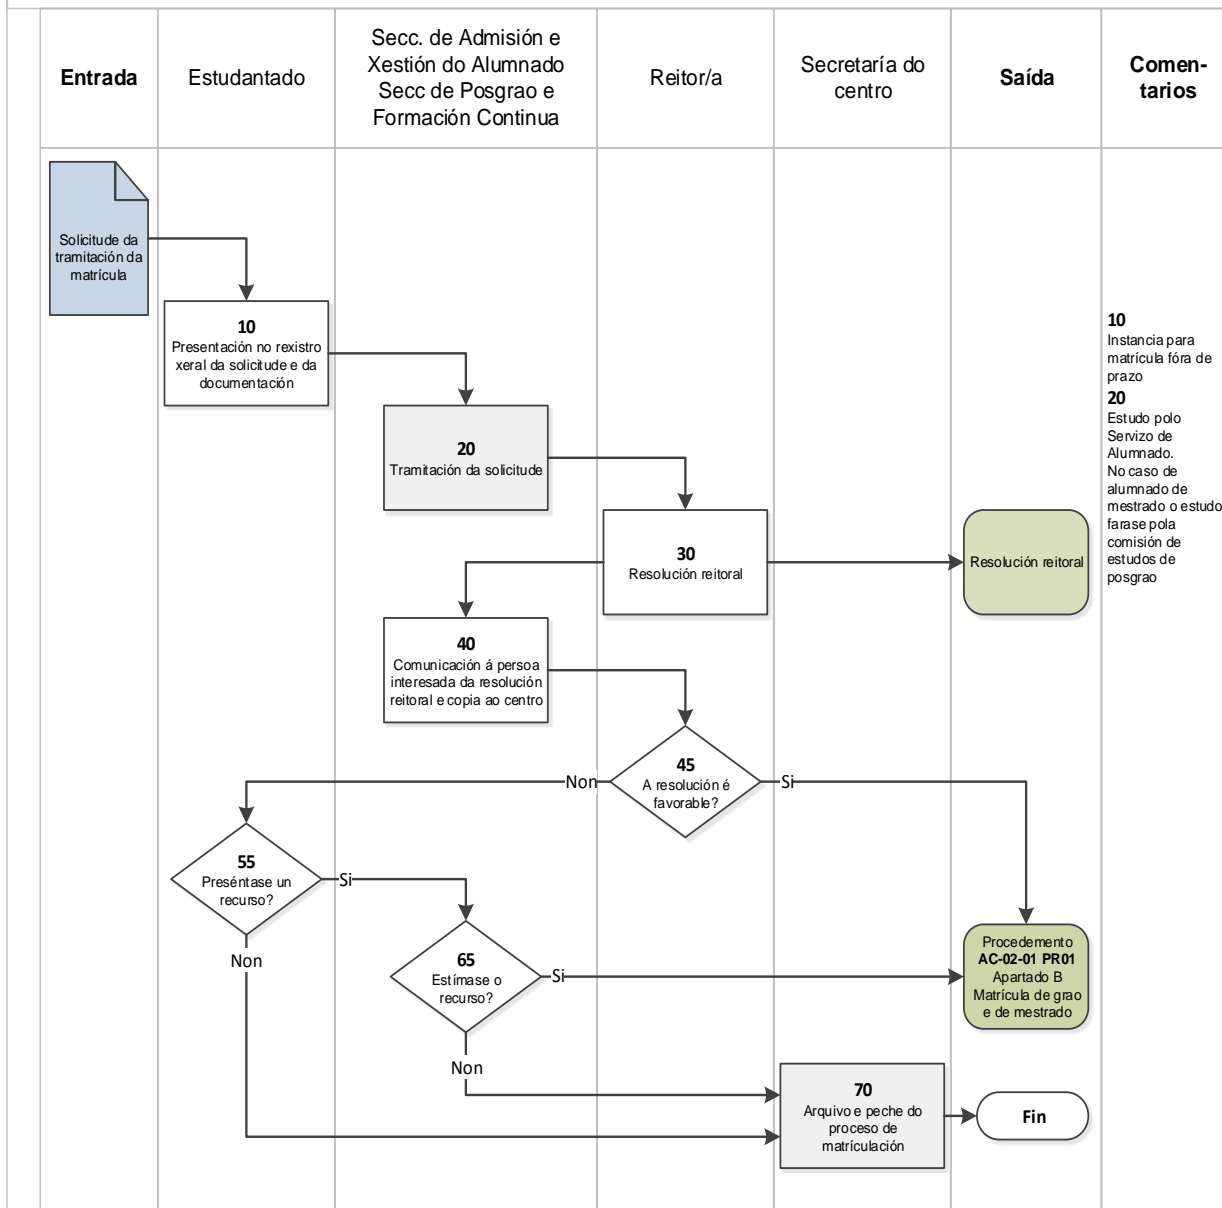 Entrada
Estudantado
Secc. de Admisión e
Xestión do Alumnado
Secc de Posgrao e
Formación Continua
Reitor/a
Secretaría do
centro
Saída
Comen-
tarios
Solicitude da
tramitación da
matrícula
10
Presentación no rexistro
xeral da solicitude e da
documentación
20
Tramitación da solicitude
30
Resolución reitoral
Resolución reitoral
10
Instancia para
matrícula fóra de
prazo
20
Estudo polo
Servizo de
Alumnado.
No caso de
alumnado de
mestrado o estudo
farase pola
comisión de
estudos de
posgrao
40
Comunicación á persoa
interesada da resolución
reitoral e copia ao centro
45
A resolución é
favorable?
Non
Si
55
Preséntase un
recurso?
Si
Non
65
Estímase o
recurso?
Si
Non
Procedemento
AC-02-01 PR01
Apartado B
Matrícula de grao
e de mestrado
70
Arquivo e peche do
proceso de
matriculación
Fin